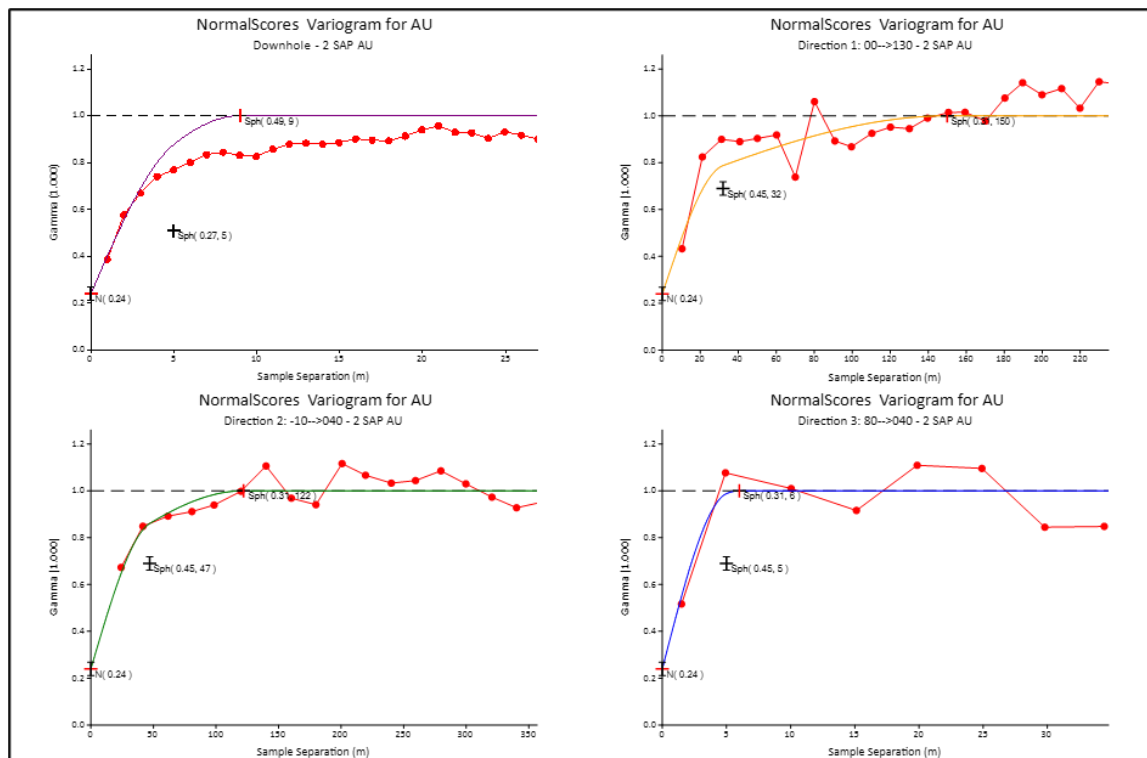 NormalScores Variogram for AU
Downhole - 2 SAP AU
Gamma |1.000|
1.2
1.0
0.8
0.6
0.4
0.2
0.0
Sph( 0.49, 9 )
Sph( 0.27, 5 )
N( 0.24 )
0 5 10 15 20 25
Sample Separation (m)
NormalScores Variogram for AU
Direction 1: 00-->130 - 2 SAP AU
Gamma |1.000|
1.2
1.0
0.8
0.6
0.4
0.2
0.0
150 )
Sph( 0.45, 32 )
N( 0.24 )
0 20 40 60 80 100 120 140 160 180 200 220
Sample Separation (m)
NormalScores Variogram for AU
Direction 2: -10-->040 - 2 SAP AU
Gamma |1.000|
1.2
1.0
0.8
0.6
0.4
0.2
0.0
Sph( 0.31, 122 )
Sph( 0.45, 47 )
N( 0.24 )
0 50 100 150 200 250 300 350
Sample Separation (m)
NormalScores Variogram for AU
Direction 3: 80-->040 - 2 SAP AU
Gamma |1.000|
1.2
1.0
0.8
0.6
0.4
0.2
0.0
Sph( 0.31, 6 )
Sph( 0.45, 5 )
N( 0.24 )
0 5 10 15 20 25 30
Sample Separation (m)